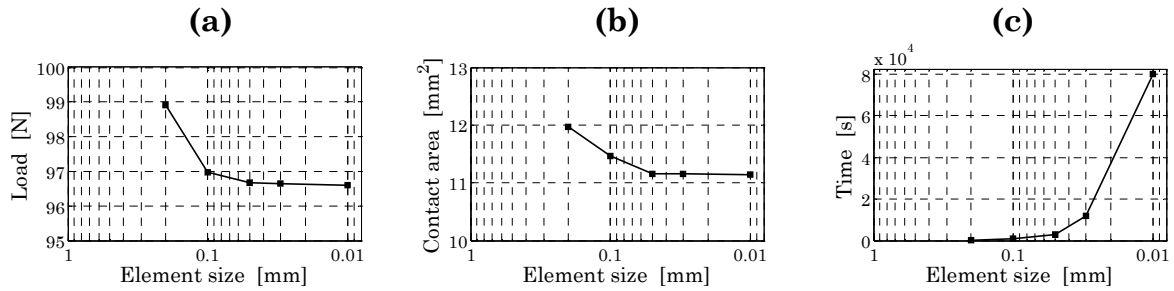 (a)
100
99
98
97
96
95
Load [N]
1
0.1
0.01
Element size [mm]
(b)
13
12
11
10
Contact area [mm²]
1
0.1
0.01
Element size [mm]
(c)
x 10⁴
8
6
4
2
0
Time [s]
1
0.1
0.01
Element size [mm]